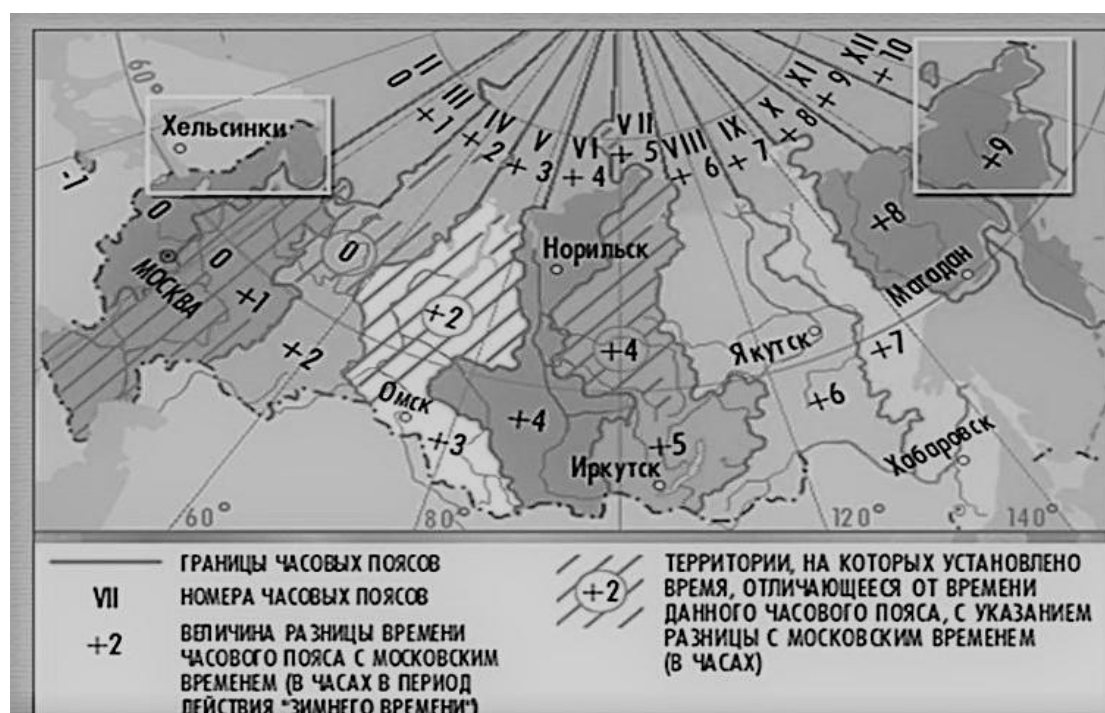 60°
II
0
III
+1
IV
+2
V
+3
VI
+4
VII
+5
VIII
+6
IX
+7
X
+8
XI
+9
XII
+10
Хельсинки
-1
0
0
0
+9
+8
МОСКВА
+1
+2
+2
Норильск
Магадан
+4
Якутск
+7
Омск
+3
+4
+5
+6
Иркутск
Хабаровск
60°
80°
120°
140°
ГРАНИЦЫ ЧАСОВЫХ ПОЯСОВ
VII
НОМЕРА ЧАСОВЫХ ПОЯСОВ
+2
ВЕЛИЧИНА РАЗНИЦЫ ВРЕМЕНИ
ЧАСОВОГО ПОЯСА С МОСКОВСКИМ
ВРЕМЕНЕМ (В ЧАСАХ В ПЕРИОД
ДЕЙСТВИЯ "ЗИМНЕГО ВРЕМЕНИ")
+2
ТЕРРИТОРИИ, НА КОТОРЫХ УСТАНОВЛЕНО
ВРЕМЯ, ОТЛИЧАЮЩЕЕСЯ ОТ ВРЕМЕНИ
ДАННОГО ЧАСОВОГО ПОЯСА, С УКАЗАНИЕМ
РАЗНИЦЫ С МОСКОВСКИМ ВРЕМЕНЕМ
(В ЧАСАХ)